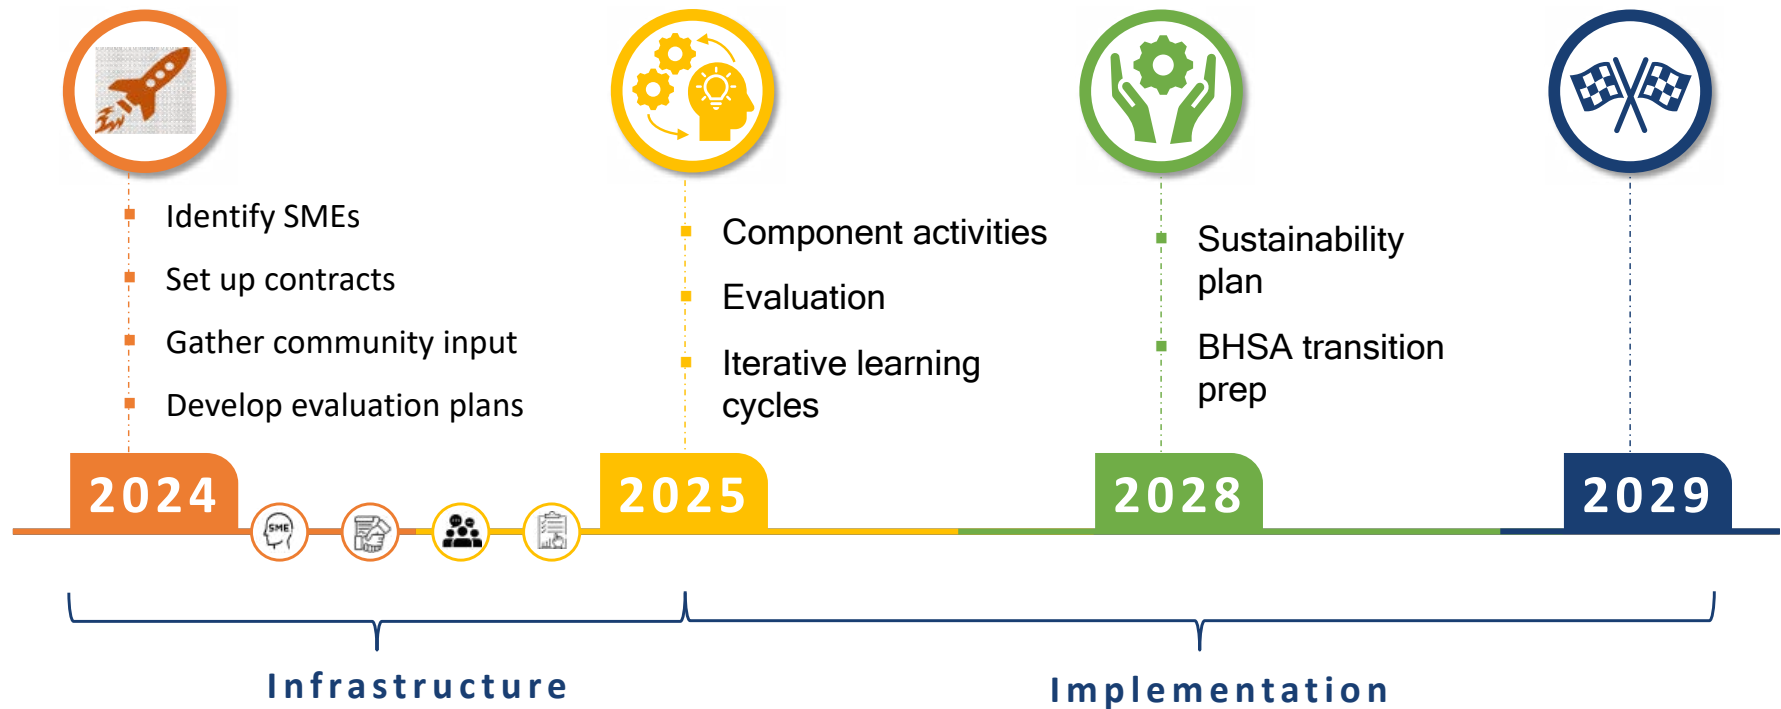 Identify SMEs
Set up contracts
Gather community input
Develop evaluation plans
Component activities
Evaluation
Iterative learning
cycles
Sustainability
plan
BHSA transition
prep
2024
2025
2028
2029
SME
Infrastructure
Implementation